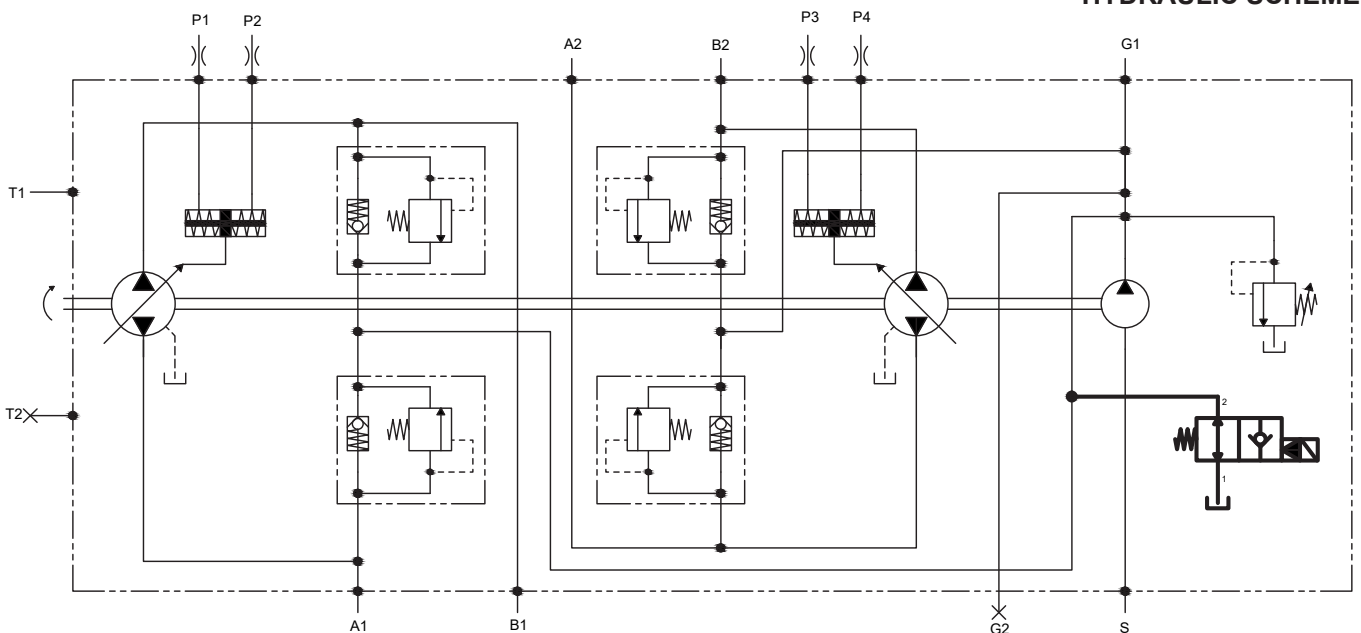 HYDRAULIC SCHEME
P1 P2 A2 B2 P3 P4 G1
T1
T2
2
1
A1 B1 G2 S